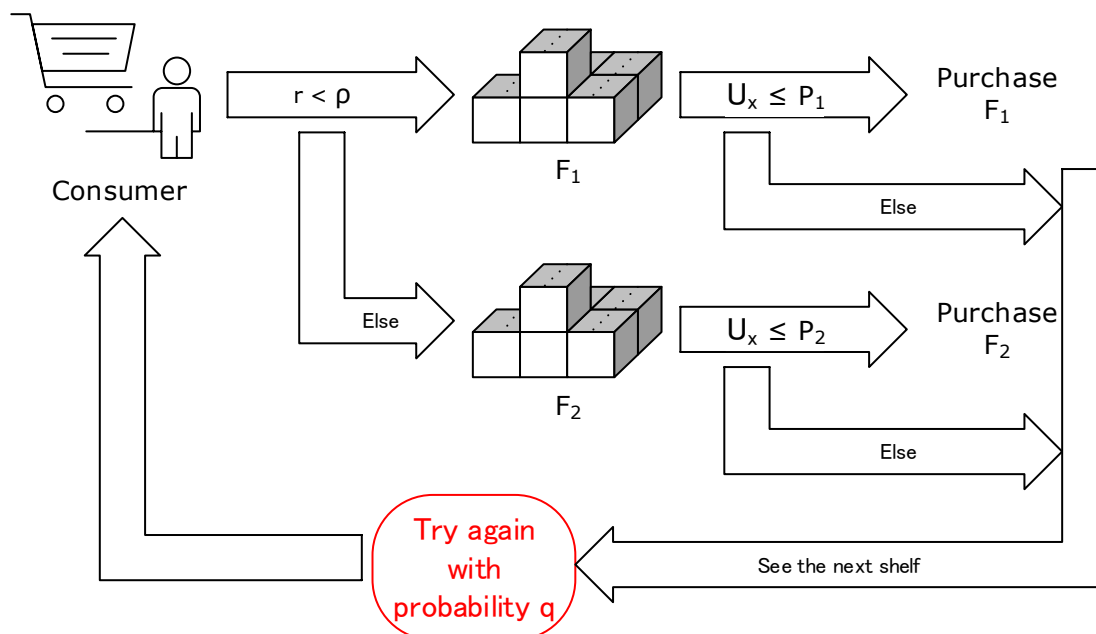 r < ρ
Uₓ ≤ P₁
Purchase
F₁
F₁
Consumer
Else
Else
Uₓ ≤ P₂
Purchase
F₂
F₂
Else
Try again
with
probability q
See the next shelf